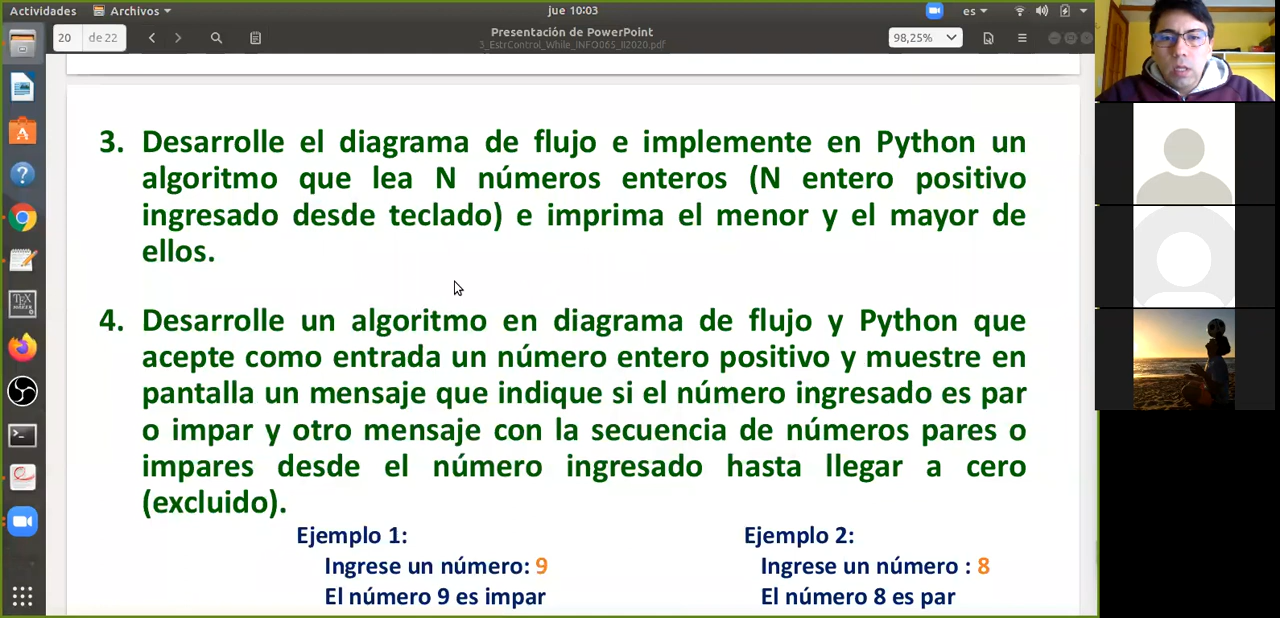 Actividades Archivos jue 10:03 es
20 de 22 Presentación de PowerPoint 98,25%
3_EstrControl_While_INFO065_II2020.pdf
3. Desarrolle el diagrama de flujo e implemente en Python un
algoritmo que lea N números enteros (N entero positivo
ingresado desde teclado) e imprima el menor y el mayor de
ellos.
4. Desarrolle un algoritmo en diagrama de flujo y Python que
acepte como entrada un número entero positivo y muestre en
pantalla un mensaje que indique si el número ingresado es par
o impar y otro mensaje con la secuencia de números pares o
impares desde el número ingresado hasta llegar a cero
(excluido).
Ejemplo 1: Ejemplo 2:
Ingrese un número: 9 Ingrese un número : 8
El número 9 es impar El número 8 es par